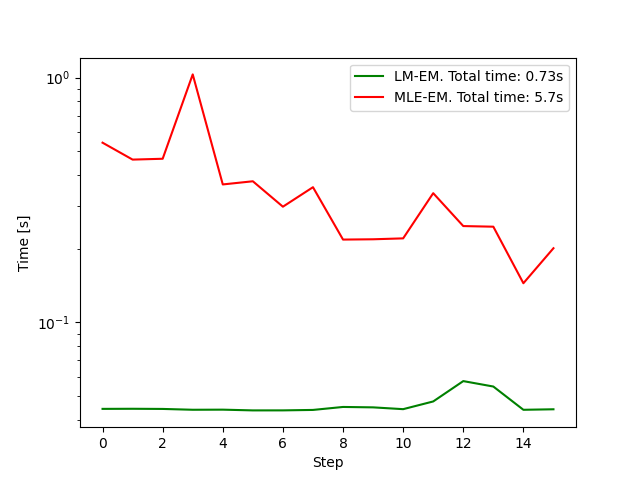 LM-EM. Total time: 0.73s
MLE-EM. Total time: 5.7s
10⁰
10⁻¹
Time [s]
0 2 4 6 8 10 12 14
Step